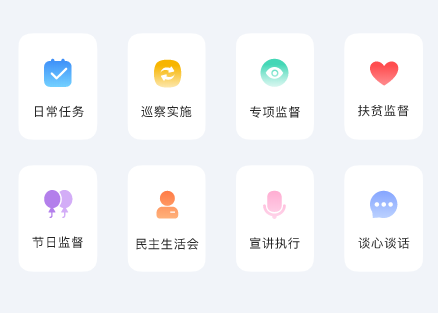 日常任务
巡察实施
专项监督
扶贫监督
节日监督
民主生活会
宣讲执行
谈心谈话